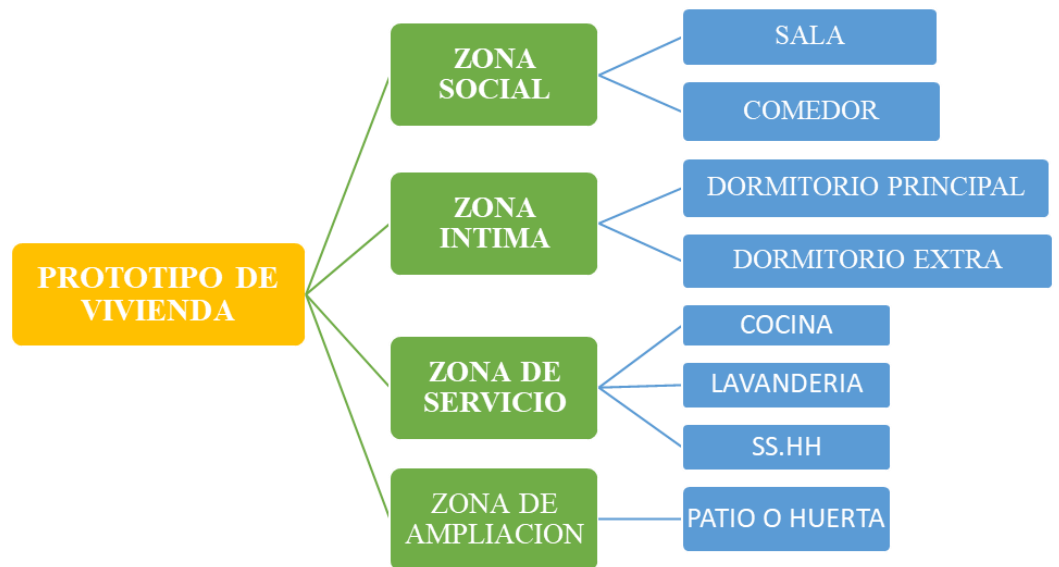 PROTOTIPO DE
VIVIENDA
ZONA
SOCIAL
SALA
COMEDOR
ZONA
INTIMA
DORMITORIO PRINCIPAL
DORMITORIO EXTRA
ZONA DE
SERVICIO
COCINA
LAVANDERIA
SS.HH
ZONA DE
AMPLIACION
PATIO O HUERTA